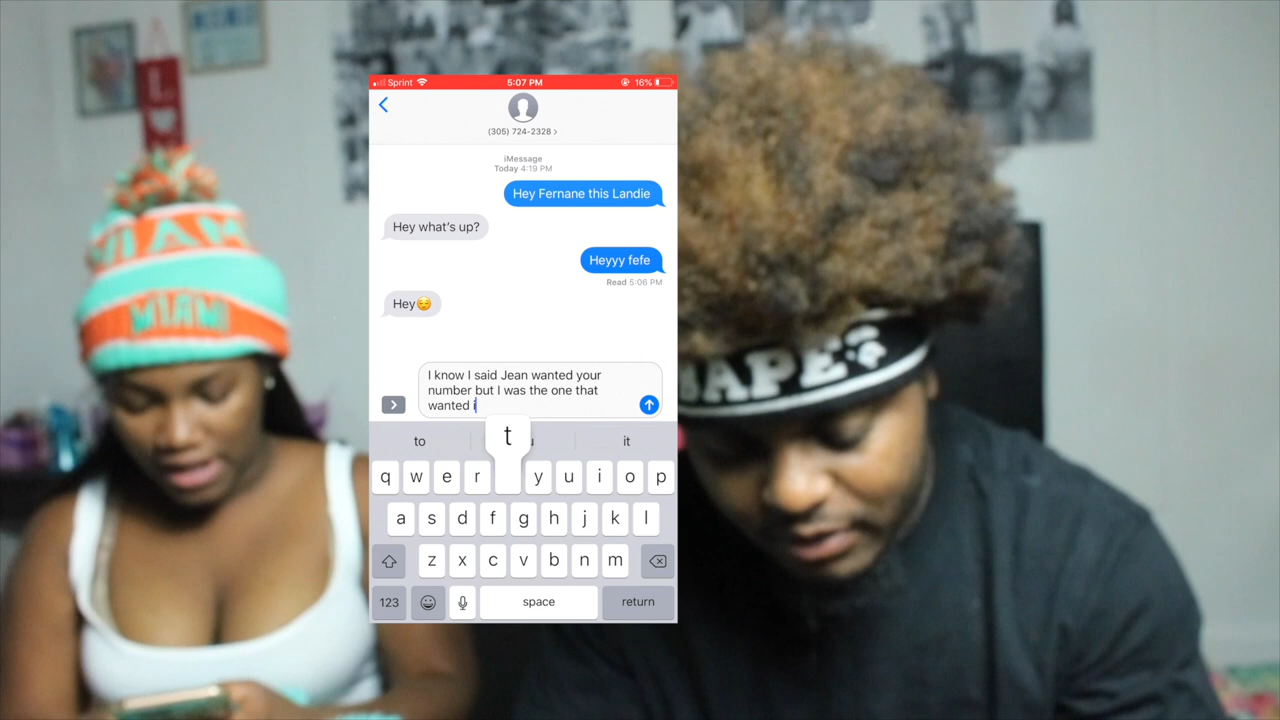 Sprint 5:07 PM 16%
(305) 724-2328 >
iMessage
Today 4:19 PM
Hey Fernane this Landie
Hey what's up?
Heyyy fefe
Read 5:06 PM
Hey😏
I know I said Jean wanted your
number but I was the one that
wanted i
to it
t
q w e r y u i o p
a s d f g h j k l
z x c v b n m
123 space return
MIAMI
MIAMI
BAPE